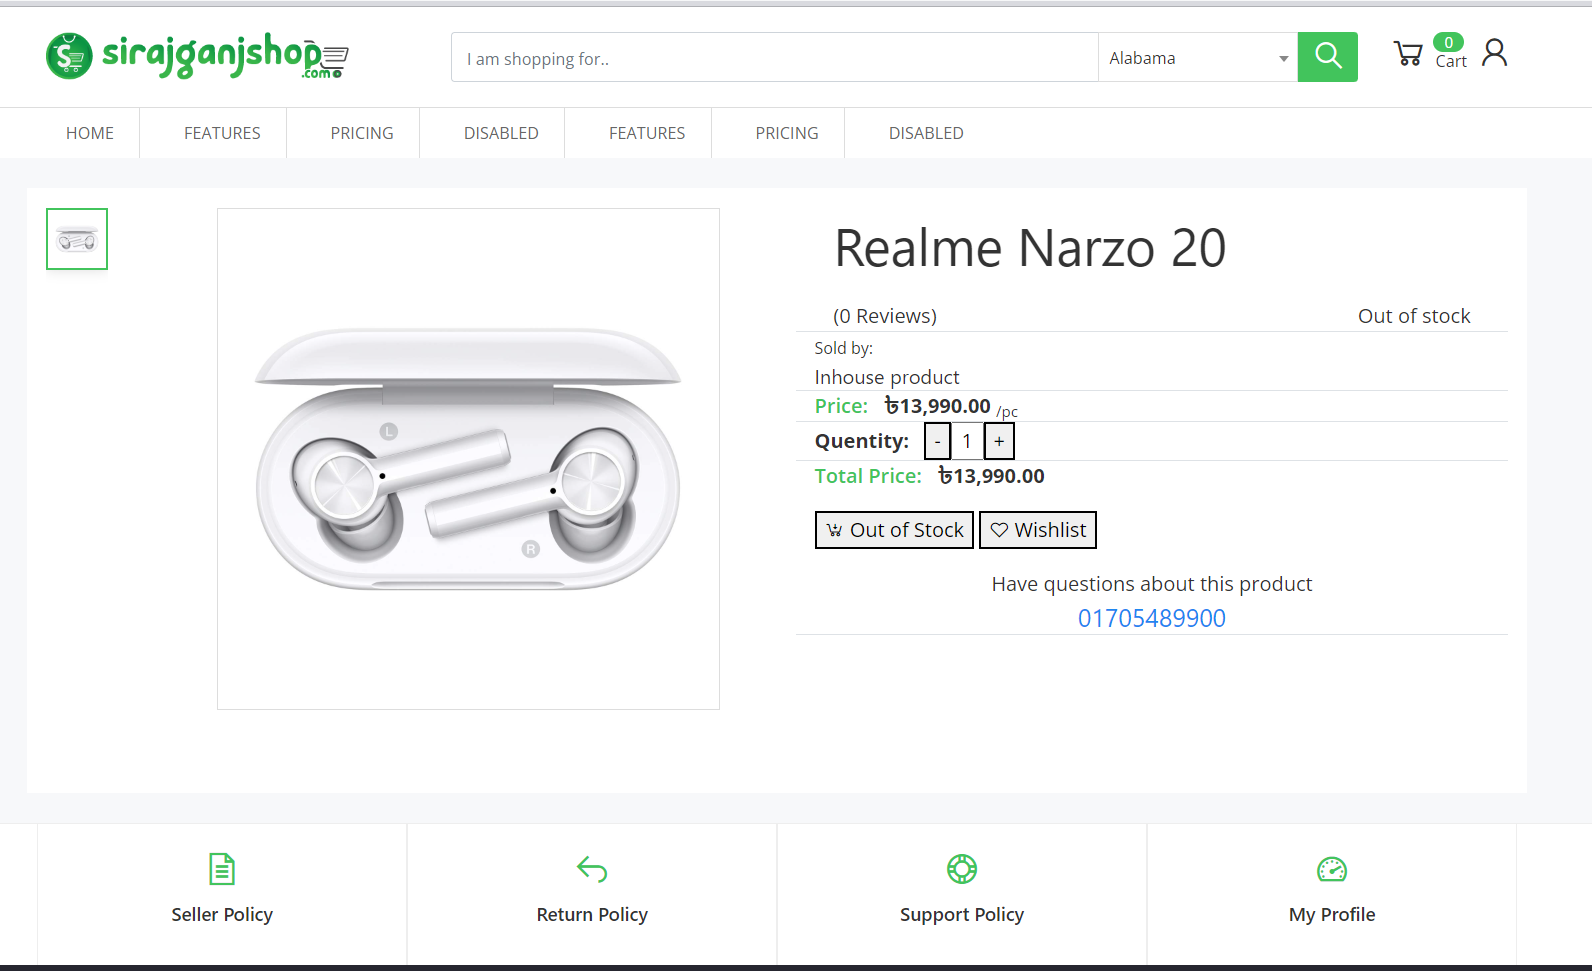 sirajganjshop
.com
I am shopping for..
Alabama
0
Cart
HOME
FEATURES
PRICING
DISABLED
FEATURES
PRICING
DISABLED
L
R
Realme Narzo 20
(0 Reviews)
Out of stock
Sold by:
Inhouse product
Price: ৳13,990.00 /pc
Quentity: - 1 +
Total Price: ৳13,990.00
Out of Stock
Wishlist
Have questions about this product
01705489900
Seller Policy
Return Policy
Support Policy
My Profile